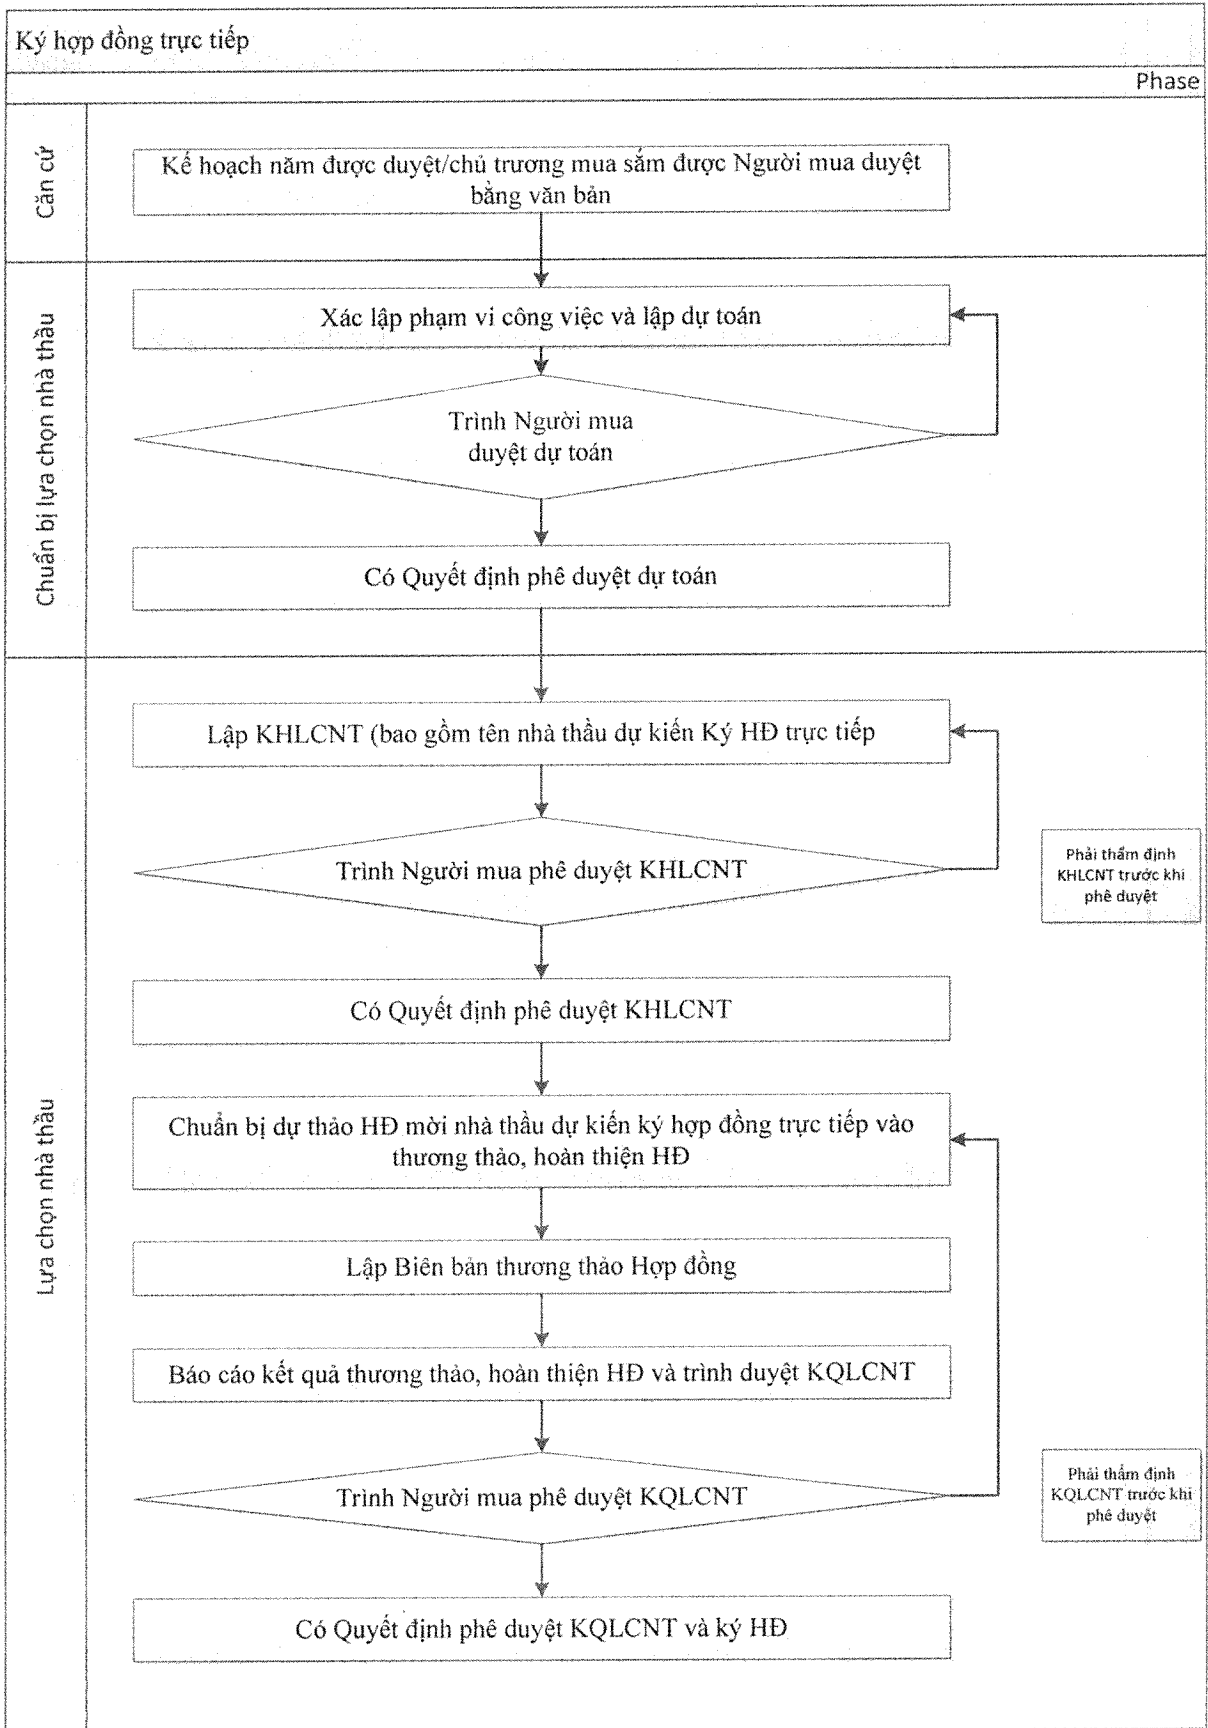 Ký hợp đồng trực tiếp
Phase
Căn cứ
Kế hoạch năm được duyệt/chủ trương mua sắm được Người mua duyệt
bằng văn bản
Chuẩn bị lựa chọn nhà thầu
Xác lập phạm vi công việc và lập dự toán
Trình Người mua
duyệt dự toán
Có Quyết định phê duyệt dự toán
Lựa chọn nhà thầu
Lập KHLCNT (bao gồm tên nhà thầu dự kiến Ký HĐ trực tiếp
Trình Người mua phê duyệt KHLCNT
Phải thẩm định
KHLCNT trước khi
phê duyệt
Có Quyết định phê duyệt KHLCNT
Chuẩn bị dự thảo HĐ mời nhà thầu dự kiến ký hợp đồng trực tiếp vào
thương thảo, hoàn thiện HĐ
Lập Biên bản thương thảo Hợp đồng
Báo cáo kết quả thương thảo, hoàn thiện HĐ và trình duyệt KQLCNT
Trình Người mua phê duyệt KQLCNT
Phải thẩm định
KQLCNT trước khi
phê duyệt
Có Quyết định phê duyệt KQLCNT và ký HĐ